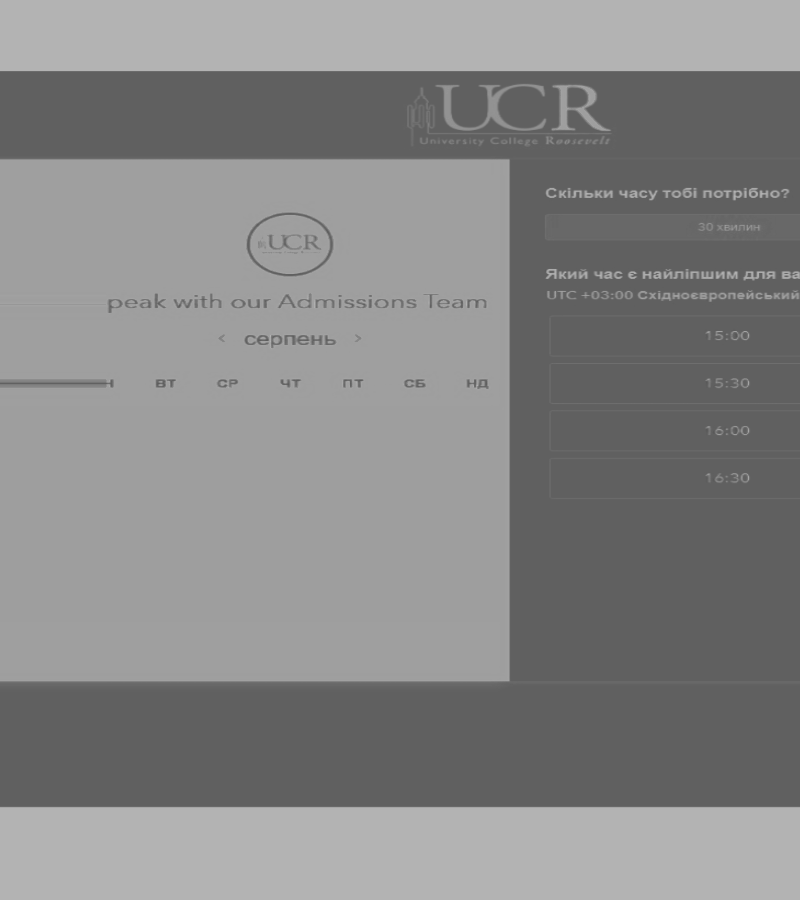 UCR
University College Roosevelt
UCR
peak with our Admissions Team
< серпень >
ВТ СР ЧТ ПТ СБ НД
Скільки часу тобі потрібно?
30 хвилин
Який час є найліпшим для ва
UTC +03:00 Східноєвропейський
15:00
15:30
16:00
16:30